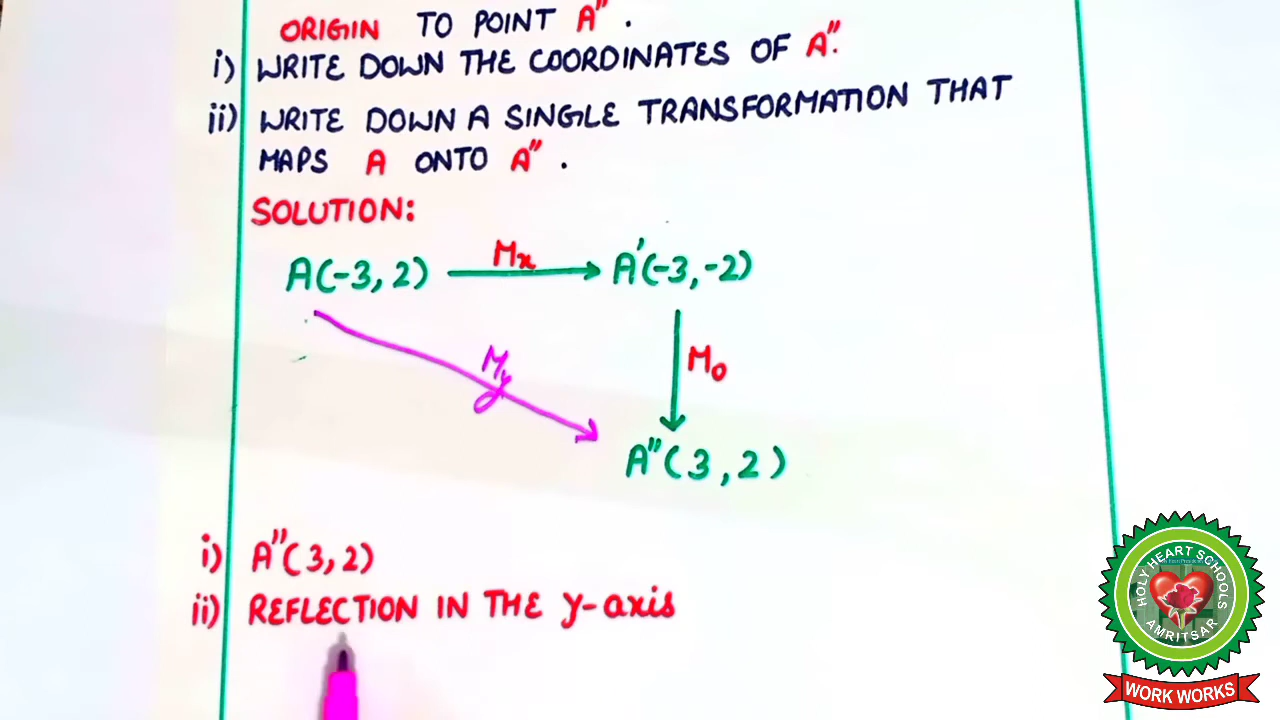 ORIGIN TO POINT A".
i) WRITE DOWN THE COORDINATES OF A".
ii) WRITE DOWN A SINGLE TRANSFORMATION THAT
MAPS A ONTO A".
SOLUTION:
A(-3, 2) Mx A'(-3, -2)
My Mo
A"(3, 2)
i) A"(3, 2)
ii) REFLECTION IN THE y-axis
HOLY HEART SCHOOLS
AMRITSAR
WORK WORKS